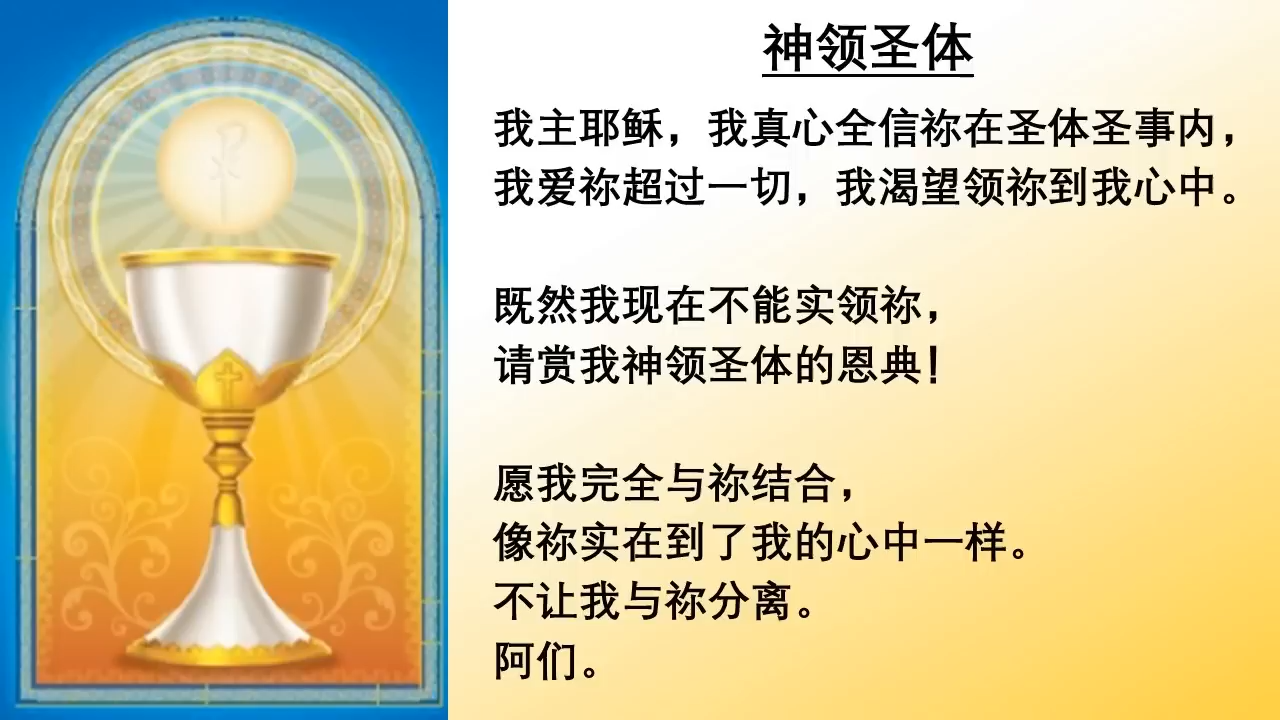 神领圣体
我主耶稣，我真心全信祢在圣体圣事内，
我爱祢超过一切，我渴望领祢到我心中。
既然我现在不能实领祢，
请赏我神领圣体的恩典！
愿我完全与祢结合，
像祢实在到了我的心中一样。
不让我与祢分离。
阿们。